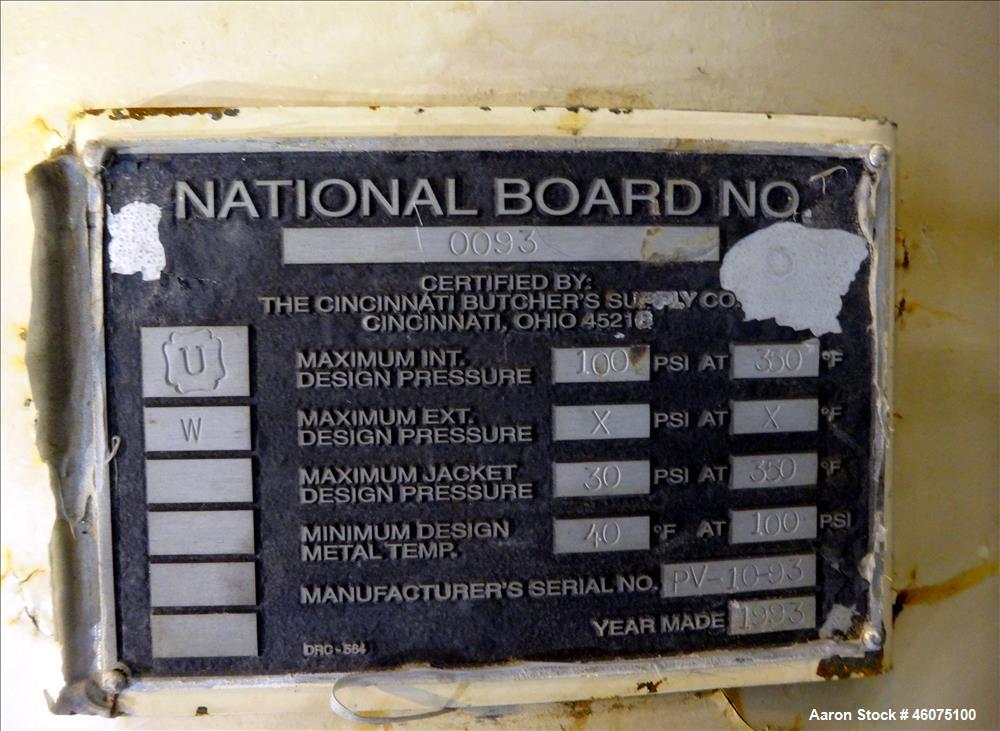 NATIONAL BOARD NO.
0093
CERTIFIED BY:
THE CINCINNATI BUTCHER'S SUPPLY CO.
CINCINNATI, OHIO 45216
U
MAXIMUM INT. DESIGN PRESSURE 100 PSI AT 350 °F
W
MAXIMUM EXT. DESIGN PRESSURE X PSI AT X °F
MAXIMUM JACKET DESIGN PRESSURE 30 PSI AT 350 °F
MINIMUM DESIGN METAL TEMP. 40 °F AT 100 PSI
MANUFACTURER'S SERIAL NO. PV-10-93
YEAR MADE 1993
DRC-564
Aaron Stock # 46075100